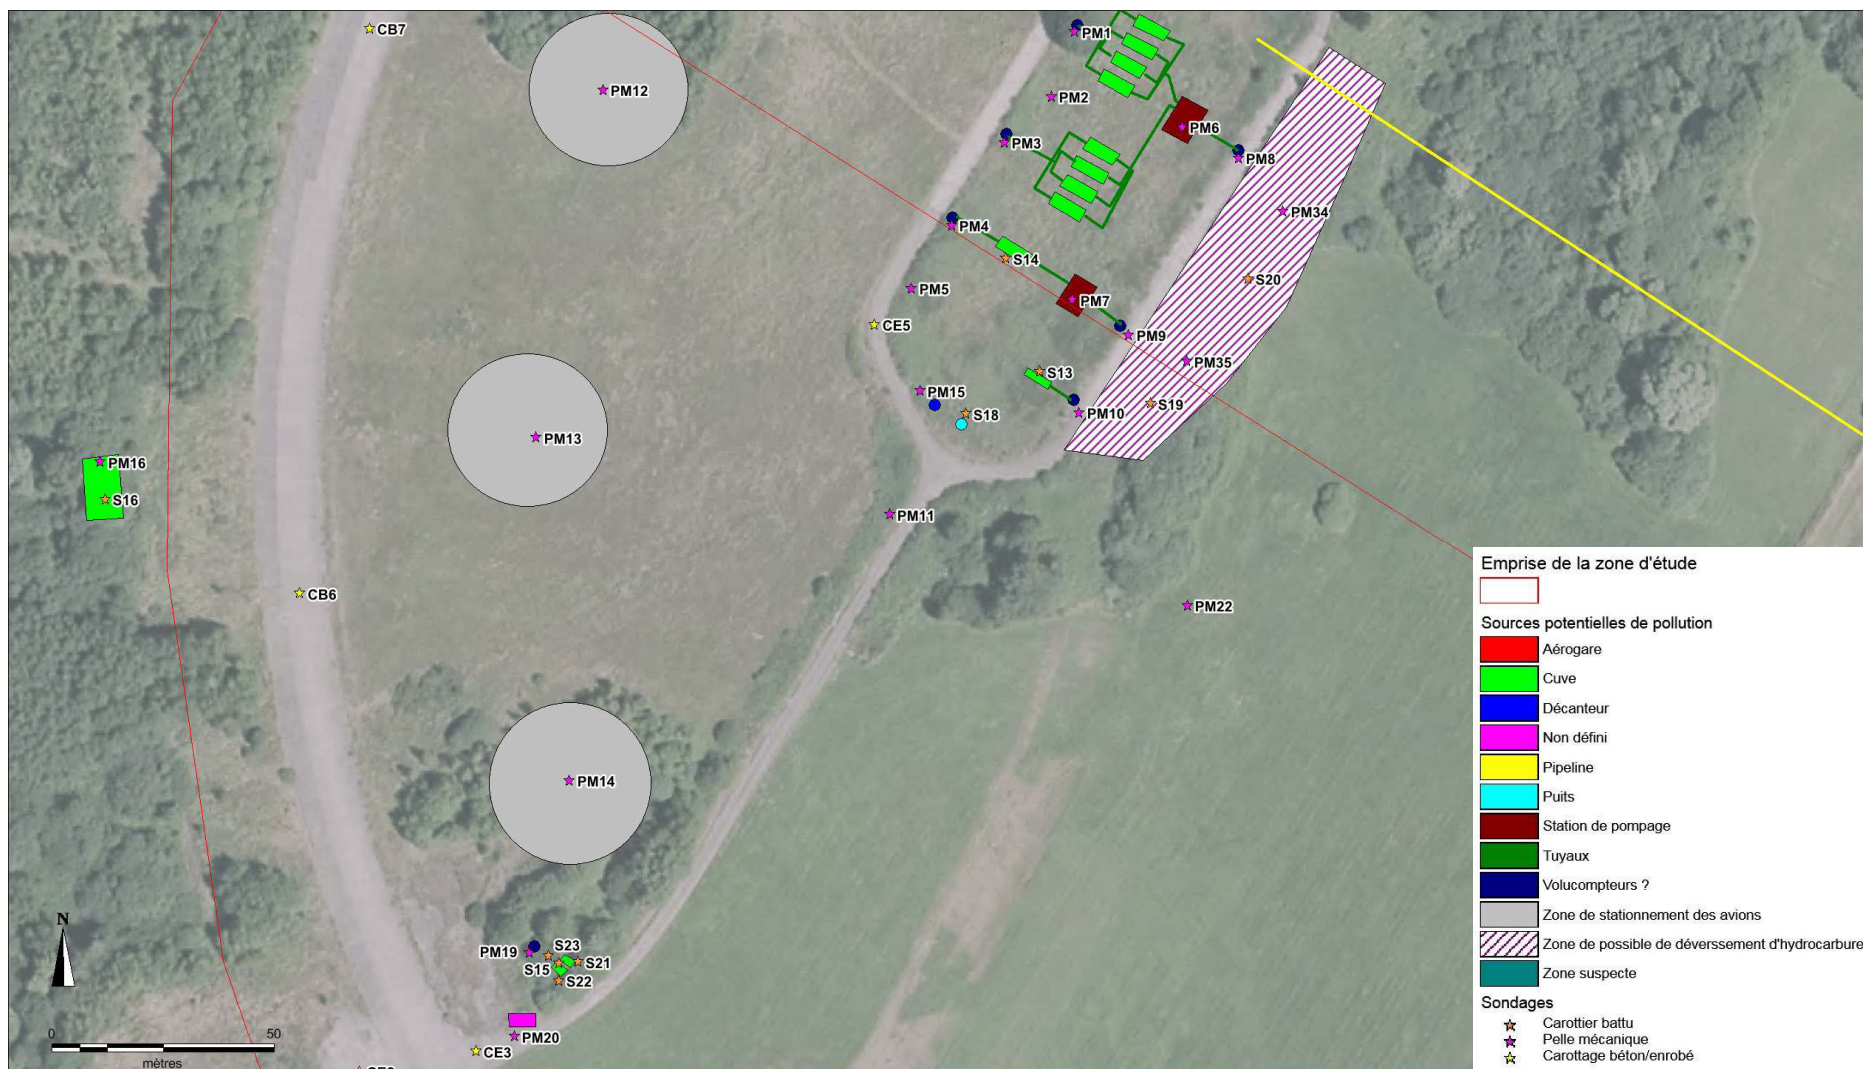 CB7
PM12
PM1
PM2
PM3
PM6
PM8
PM34
PM4
S14
S20
PM5
PM7
CE5
PM9
PM35
S13
PM15
S18
PM10
S19
PM13
PM16
S16
PM11
CB6
PM22
PM14
PM19
S23
S15
S21
S22
PM20
CE3
N
0
50
mètres
Emprise de la zone d'étude
Sources potentielles de pollution
Aérogare
Cuve
Décanteur
Non défini
Pipeline
Puits
Station de pompage
Tuyaux
Volucompteurs ?
Zone de stationnement des avions
Zone de possible de déverssement d'hydrocarbure
Zone suspecte
Sondages
Carottier battu
Pelle mécanique
Carottage béton/enrobé